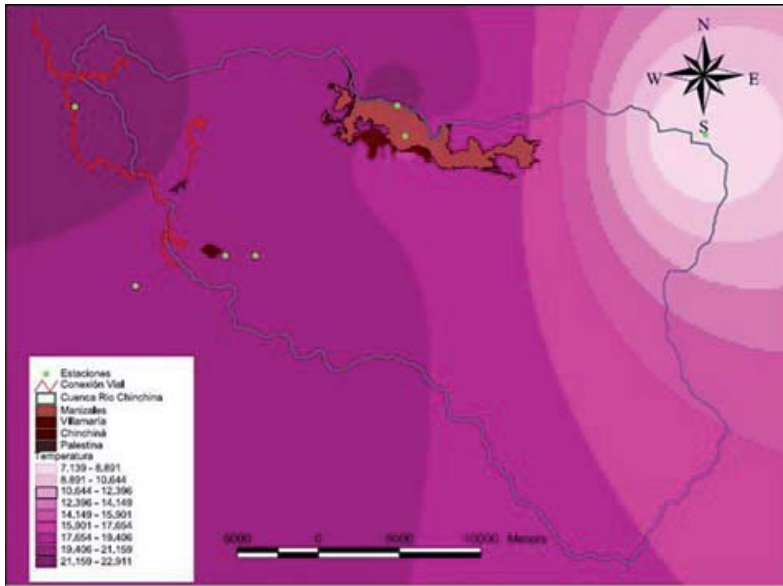 N
W E
S
Estaciones
Conexión Vial
Cuenca Rio Chinchina
Manizales
Villamaría
Chinchiná
Palestina
Temperatura
7,139 – 8,891
8,891 – 10,644
10,644 – 12,396
12,396 – 14,149
14,149 – 15,901
15,901 – 17,654
17,654 – 19,406
19,406 – 21,159
21,159 – 22,911
5000 0 5000 10000 Meters